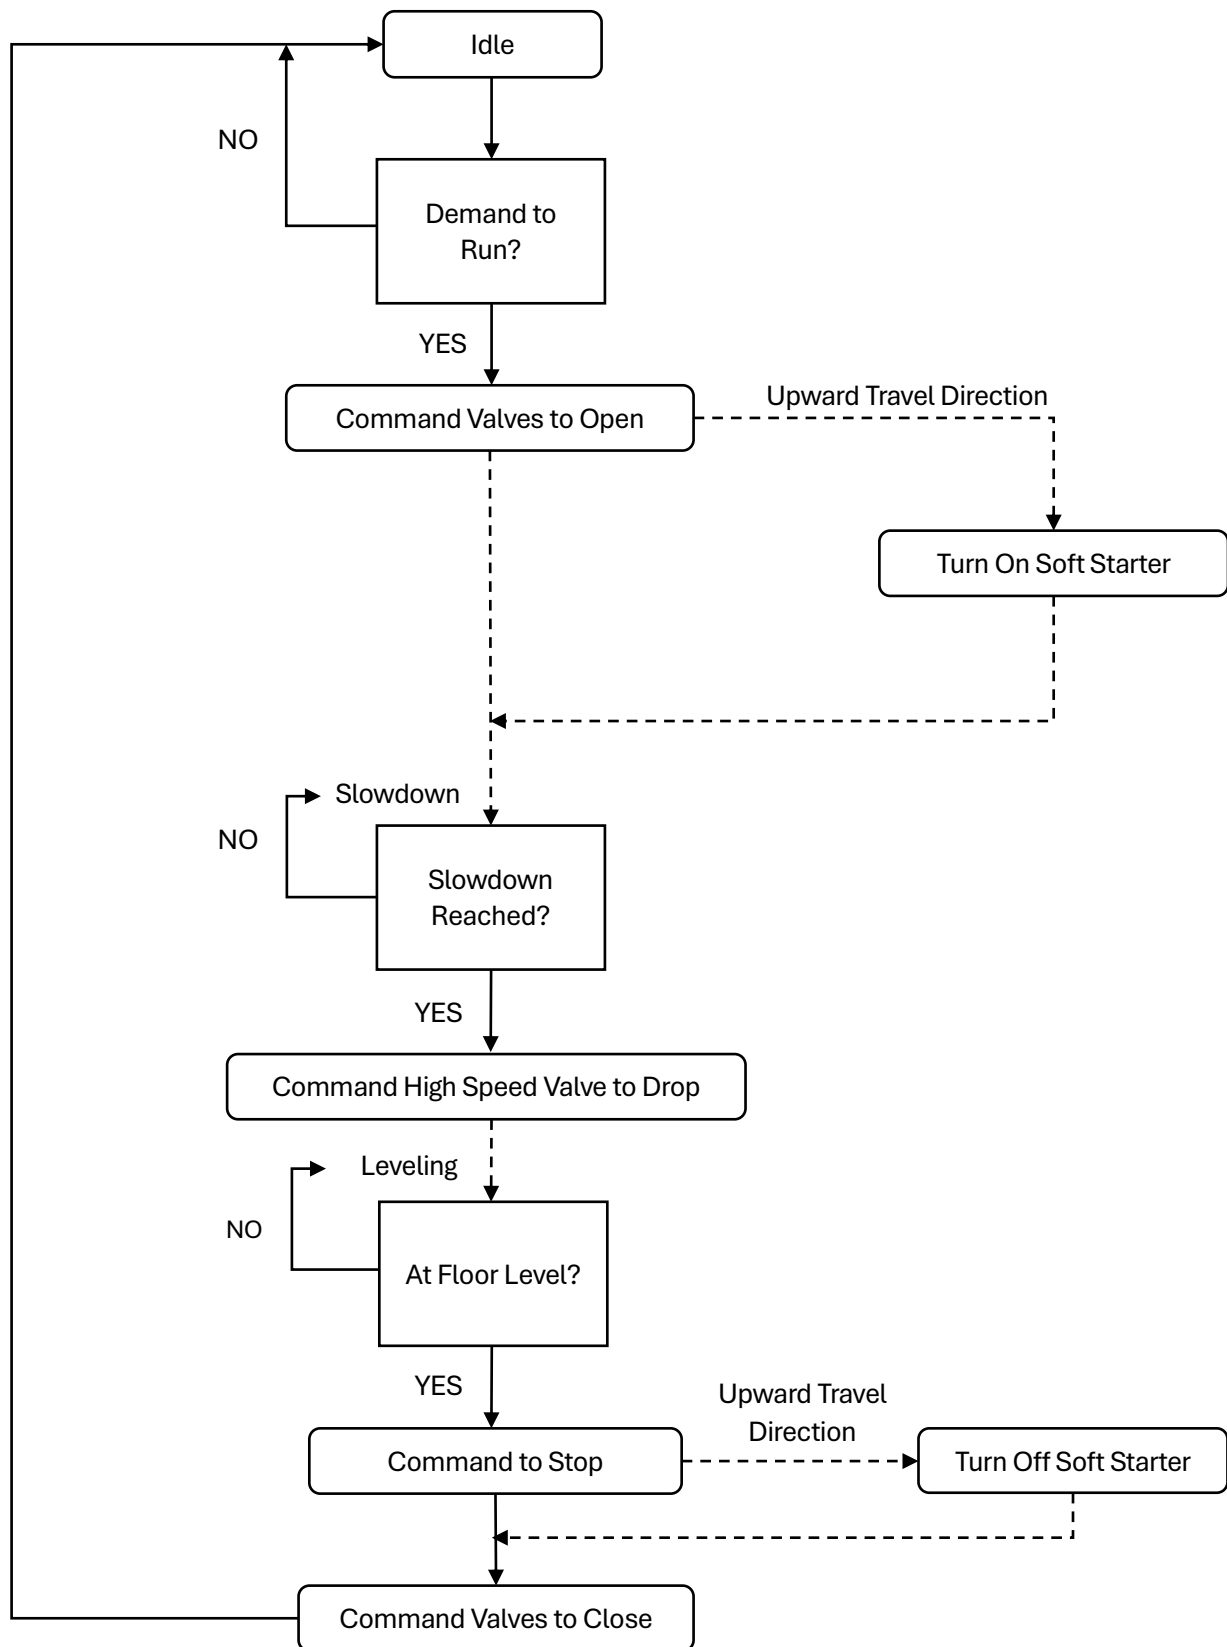 Idle
NO
Demand to
Run?
YES
Upward Travel Direction
Command Valves to Open
Turn On Soft Starter
Slowdown
NO
Slowdown
Reached?
YES
Command High Speed Valve to Drop
Leveling
NO
At Floor Level?
YES
Upward Travel
Direction
Command to Stop
Turn Off Soft Starter
Command Valves to Close